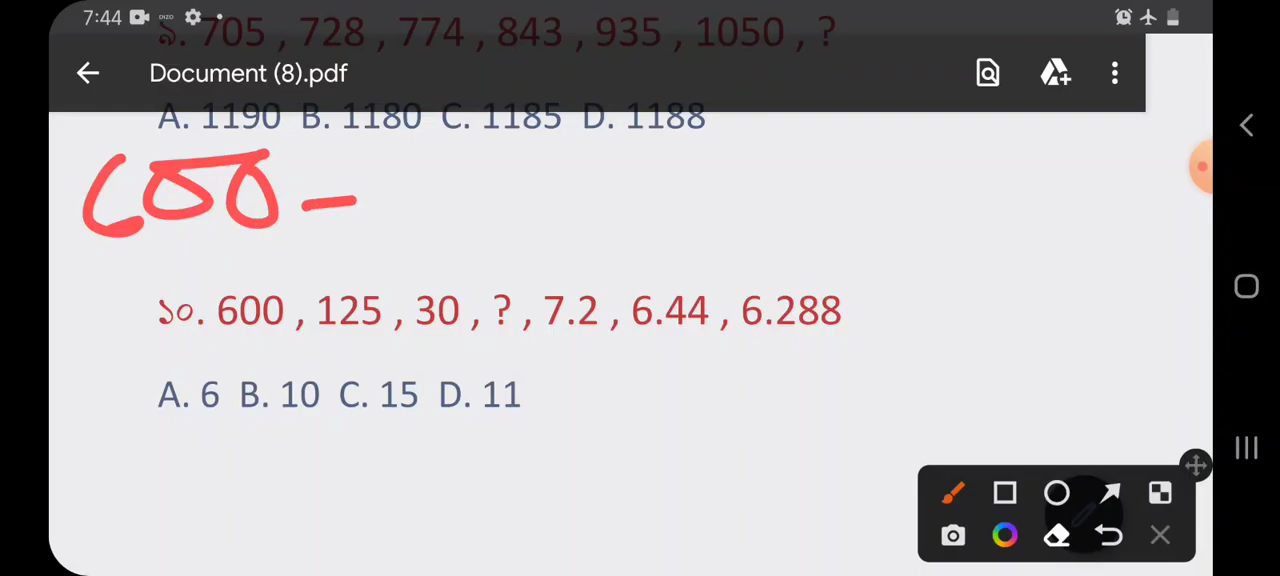 7:44 DIZO
৯. 705 , 728 , 774 , 843 , 935 , 1050 , ?
Document (8).pdf
A. 1190 B. 1180 C. 1185 D. 1188
600 -
১০. 600 , 125 , 30 , ? , 7.2 , 6.44 , 6.288
A. 6 B. 10 C. 15 D. 11